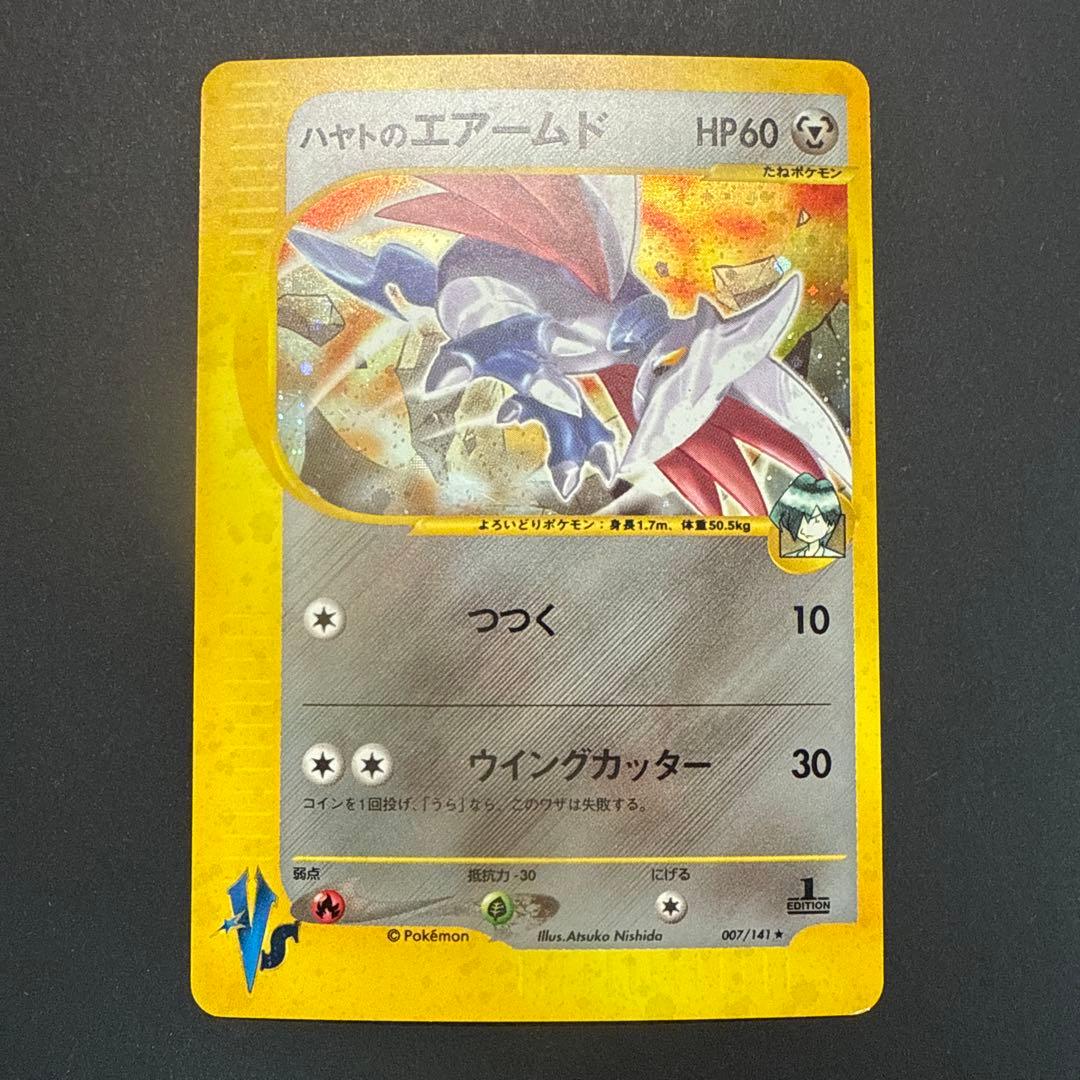 ハヤトのエアームド HP60
たねポケモン
よろいどりポケモン：身長1.7m、体重50.5kg
つつく 10
ウイングカッター 30
コインを1回投げ、「うら」なら、このワザは失敗する。
弱点 抵抗力-30 にげる
1
EDITION
VS
©Pokémon Illus.Atsuko Nishida 007/141★